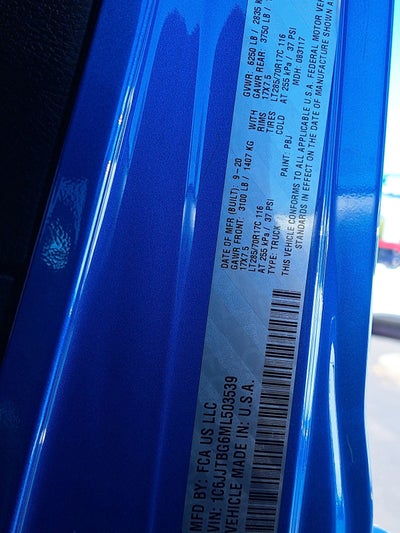 MFD BY: FCA US LLC
VIN: 1C6JJTBG6ML503539
VEHICLE MADE IN: U.S.A.
DATE OF MFR (BUILT): 9-20
GVWR: 6250 LB / 2835
GAWR FRONT: 3100 LB / 1407 KG
WITH
GAWR REAR 3750 LB /
17X7.5
RIMS
17X7.5
LT285/70R17C 116
TIRES
LT285/70R17C 116
AT 255 kPa / 37 PSI
COLD
AT 255 kPa / 37 PSI
TYPE: TRUCK
MDH: 083117
PAINT: PBJ
THIS VEHICLE CONFORMS TO ALL APPLICABLE U.S.A. FEDERAL MOTOR
STANDARDS IN EFFECT ON THE DATE OF MANUFACTURE SHOWN